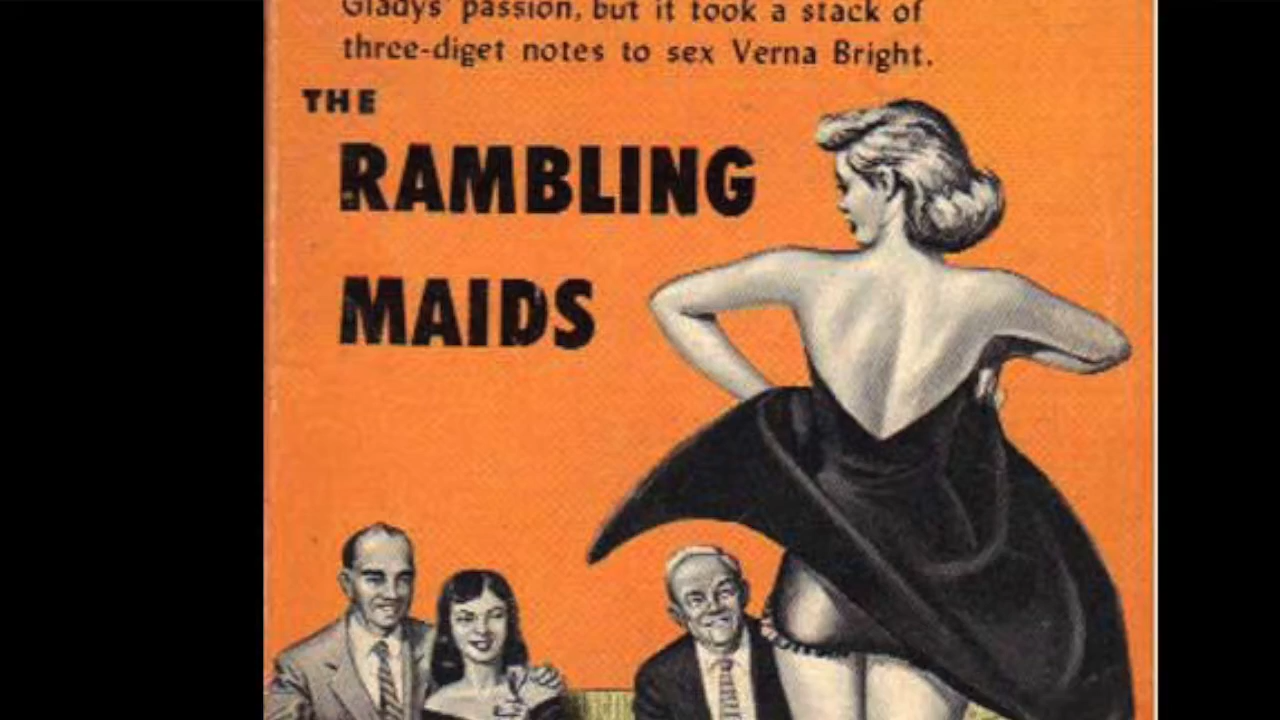 Gladys' passion, but it took a stack of
three-diget notes to sex Verna Bright.
THE
RAMBLING
MAIDS